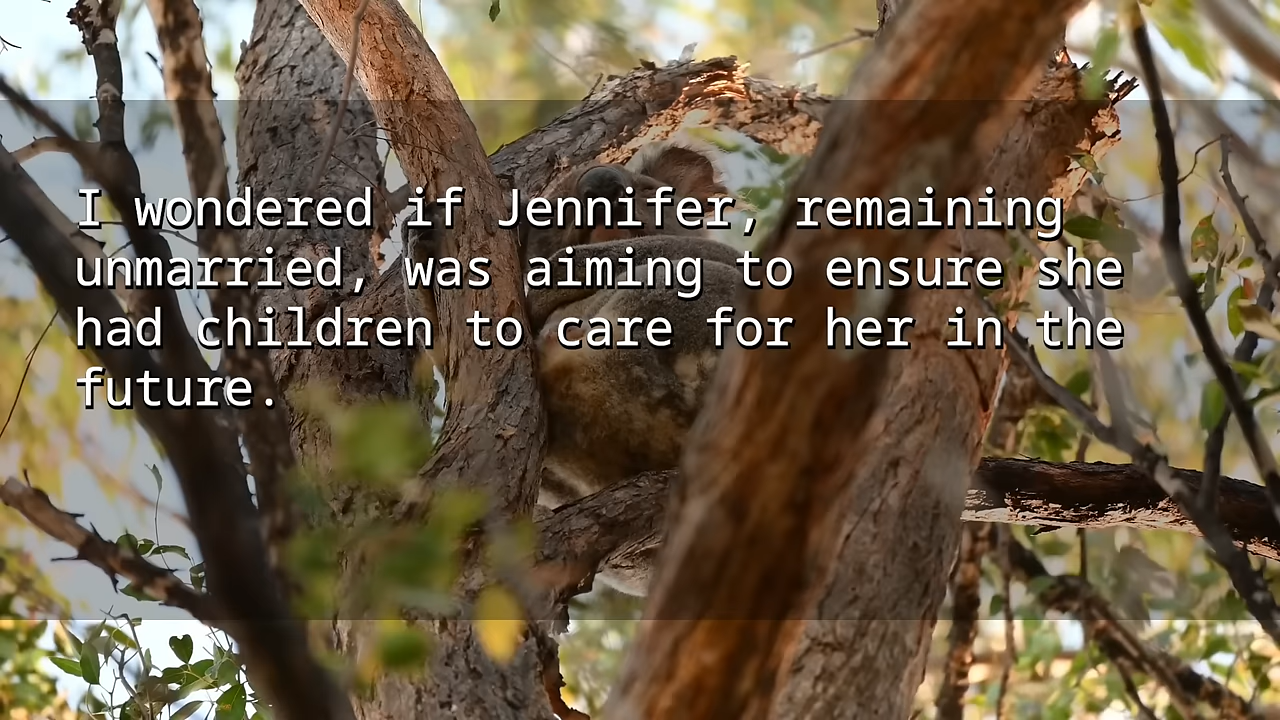 I wondered if Jennifer, remaining
unmarried, was aiming to ensure she
had children to care for her in the
future.